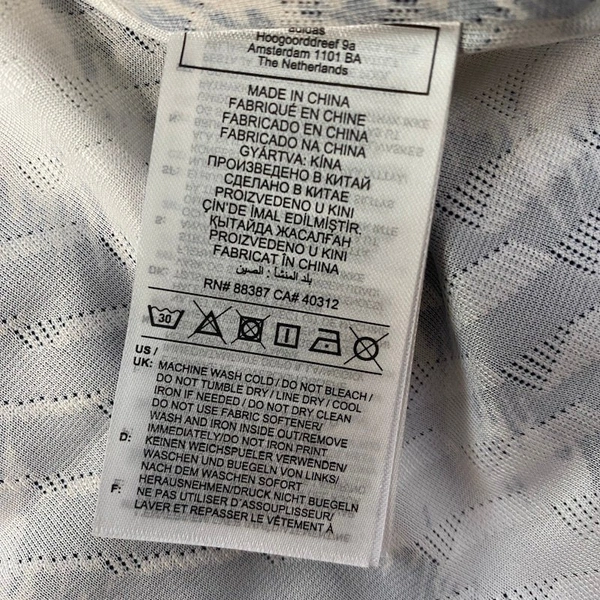 adidas
Hoogoorddreef 9a
Amsterdam 1101 BA
The Netherlands
MADE IN CHINA
FABRIQUÉ EN CHINE
FABRICADO EN CHINA
FABRICADO NA CHINA
GYÁRTVA: KÍNA
ПРОИЗВЕДЕНО В КИТАЙ
СДЕЛАНО В КИТАЕ
PROIZVEDENO U KINI
ÇİN'DE İMAL EDİLMİŞTİR.
ҚЫТАЙДА ЖАСАЛҒАН
PROIZVEDENO U KINI
FABRICAT ÎN CHINA
بلد المنشأ : الصين
RN# 88387 CA# 40312
30
US /
UK: MACHINE WASH COLD / DO NOT BLEACH /
DO NOT TUMBLE DRY / LINE DRY / COOL
IRON IF NEEDED / DO NOT DRY CLEAN
DO NOT USE FABRIC SOFTENER/
WASH AND IRON INSIDE OUT/REMOVE
IMMEDIATELY/DO NOT IRON PRINT
D: KEINEN WEICHSPUELER VERWENDEN/
WASCHEN UND BUEGELN VON LINKS/
NACH DEM WASCHEN SOFORT
HERAUSNEHMEN/DRUCK NICHT BUEGELN
F: NE PAS UTILISER D'ASSOUPLISSEUR/
LAVER ET REPASSER LE VÊTEMENT À